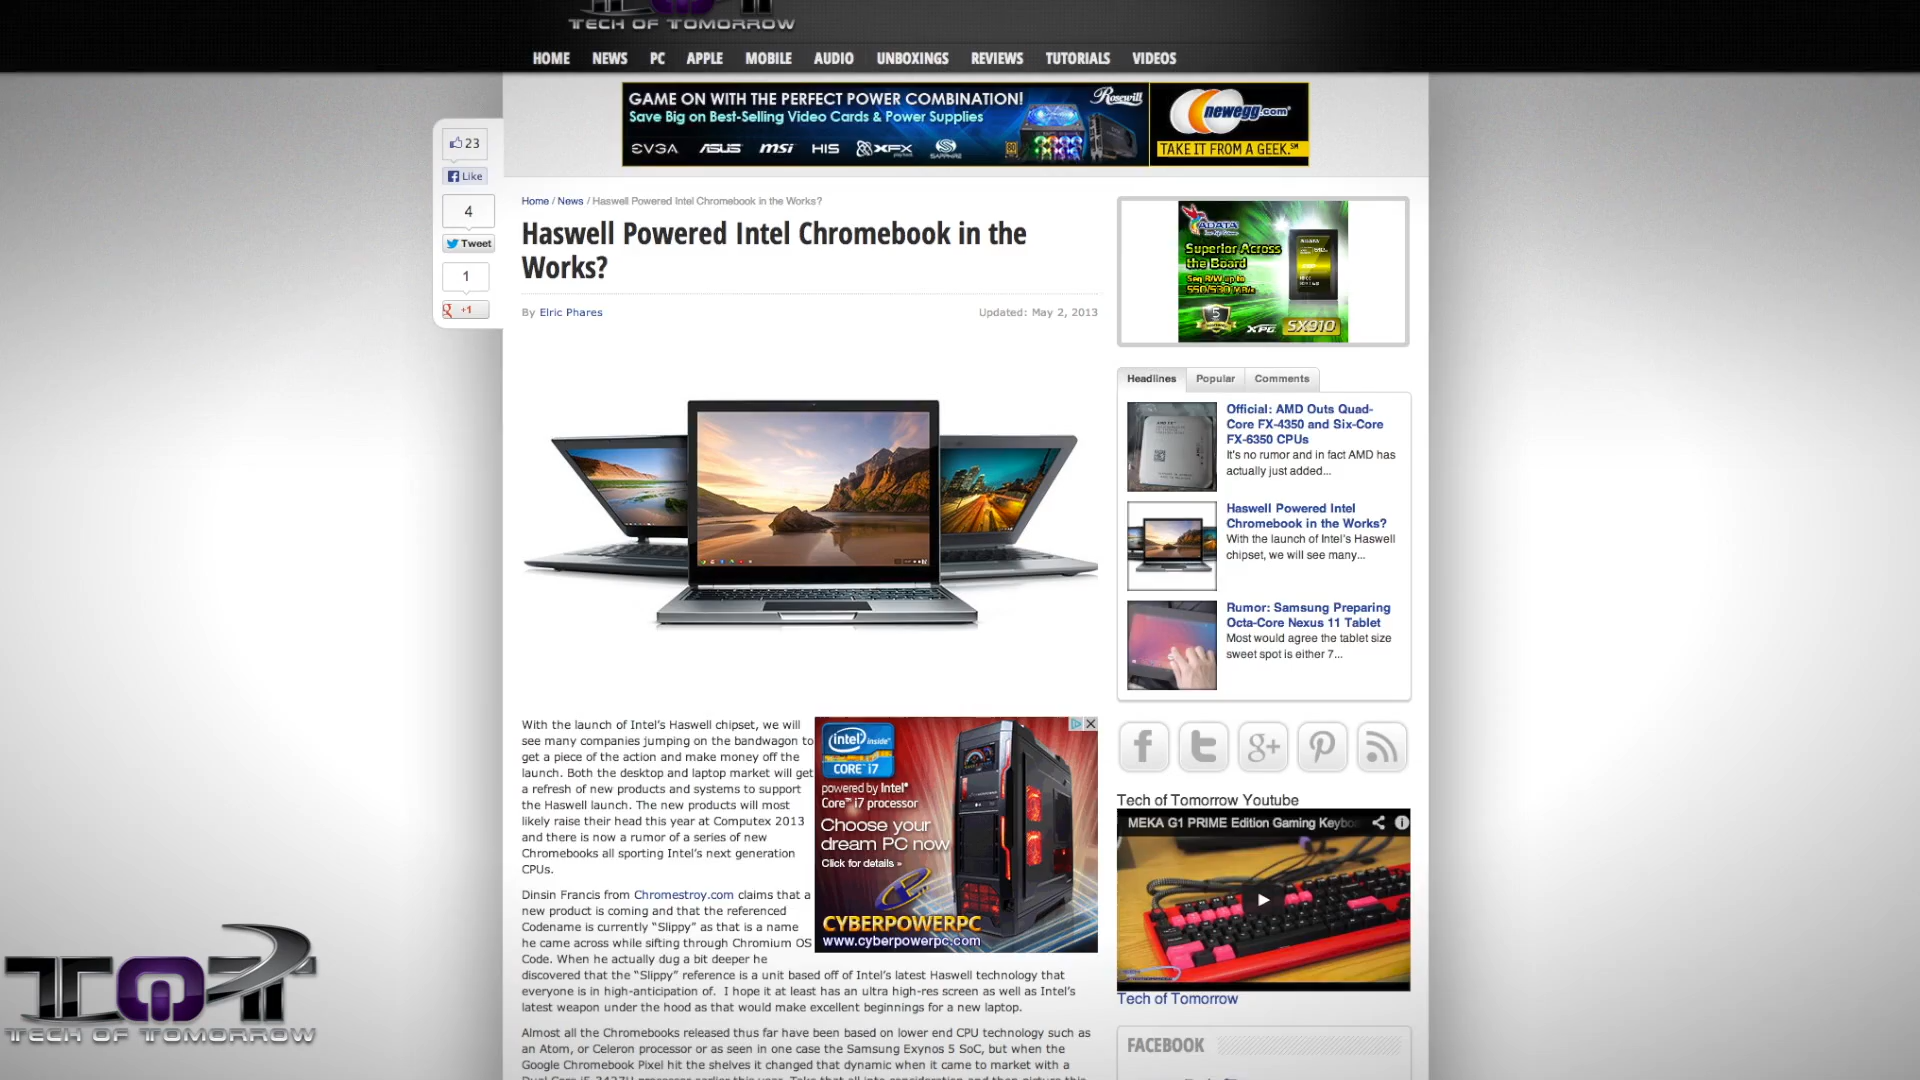 TECH OF TOMORROW
HOME NEWS PC APPLE MOBILE AUDIO UNBOXINGS REVIEWS TUTORIALS VIDEOS
GAME ON WITH THE PERFECT POWER COMBINATION!
Save Big on Best-Selling Video Cards & Power Supplies
EVGA ASUS msi HIS XFX SAPPHIRE
Rosewill
newegg.com
TAKE IT FROM A GEEK.
23
Like
4
Tweet
1
+1
Home / News / Haswell Powered Intel Chromebook in the Works?
Haswell Powered Intel Chromebook in the
Works?
By Elric Phares
Updated: May 2, 2013
With the launch of Intel's Haswell chipset, we will
see many companies jumping on the bandwagon to
get a piece of the action and make money off the
launch. Both the desktop and laptop market will get
a refresh of new products and systems to support
the Haswell launch. The new products will most
likely raise their head this year at Computex 2013
and there is now a rumor of a series of new
Chromebooks all sporting Intel's next generation
CPUs.
Dinsin Francis from Chromestroy.com claims that a
new product is coming and that the referenced
Codename is currently "Slippy" as that is a name
he came across while sifting through Chromium OS
Code. When he actually dug a bit deeper he
discovered that the "Slippy" reference is a unit based off of Intel's latest Haswell technology that
everyone is in high-anticipation of. I hope it at least has an ultra high-res screen as well as Intel's
latest weapon under the hood as that would make excellent beginnings for a new laptop.
Almost all the Chromebooks released thus far have been based on lower end CPU technology such as
an Atom, or Celeron processor or as seen in one case the Samsung Exynos 5 SoC, but when the
Google Chromebook Pixel hit the shelves it changed that dynamic when it came to market with a
intel inside
CORE i7
powered by Intel®
Core™ i7 processor
Choose your
dream PC now
Click for details »
CYBERPOWERPC
www.cyberpowerpc.com
ADATA
Superior Across
the Board
Seq R/W up to
550/530 MB/s
5
XPG SX910
Headlines Popular Comments
Official: AMD Outs Quad-
Core FX-4350 and Six-Core
FX-6350 CPUs
It's no rumor and in fact AMD has
actually just added...
Haswell Powered Intel
Chromebook in the Works?
With the launch of Intel's Haswell
chipset, we will see many...
Rumor: Samsung Preparing
Octa-Core Nexus 11 Tablet
Most would agree the tablet size
sweet spot is either 7...
Tech of Tomorrow Youtube
MEKA G1 PRIME Edition Gaming Keybo
Tech of Tomorrow
FACEBOOK
TOT
TECH OF TOMORROW